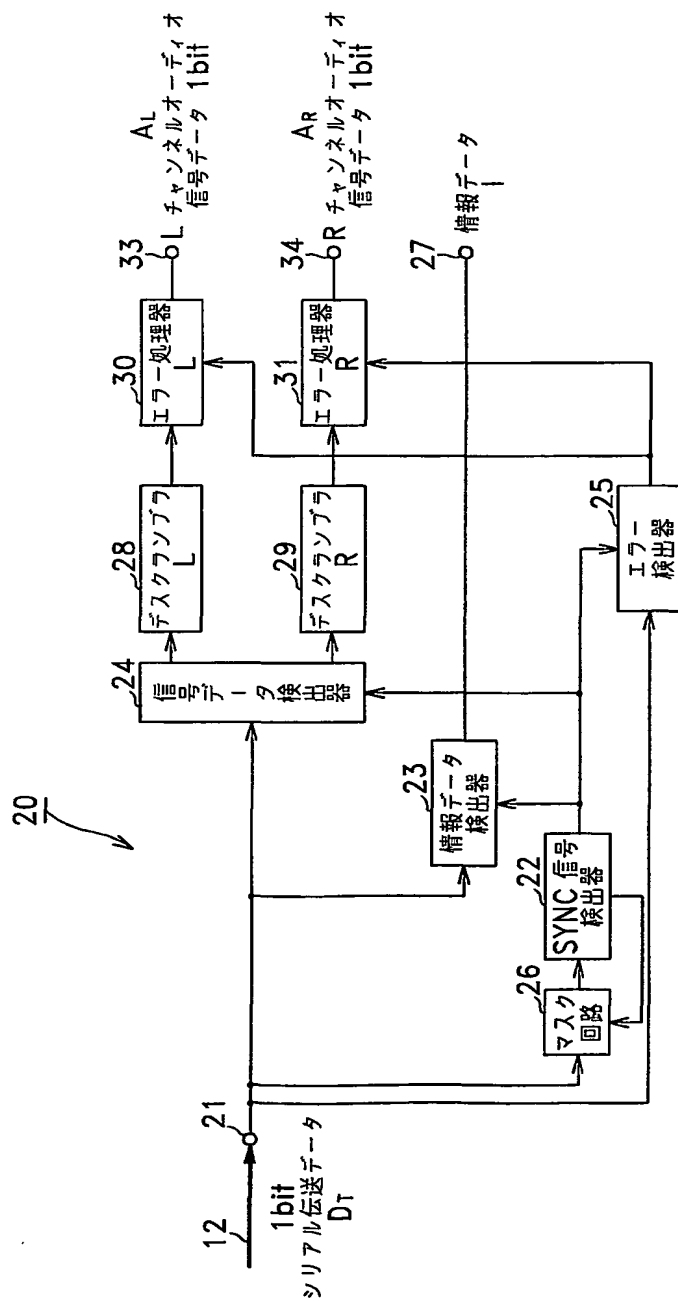 20
12
1bit
シリアル伝送データ
DT
21
24
信号データ検出器
28
デスクランブラ
L
30
エラー処理器
L
33
AL
L チャンネルオーディオ
信号データ 1bit
29
デスクランブラ
R
31
エラー処理器
R
34
AR
R チャンネルオーディオ
信号データ 1bit
23
情報データ
検出器
27
情報データ
I
26
マスク
回路
22
SYNC信号
検出器
25
エラー
検出器